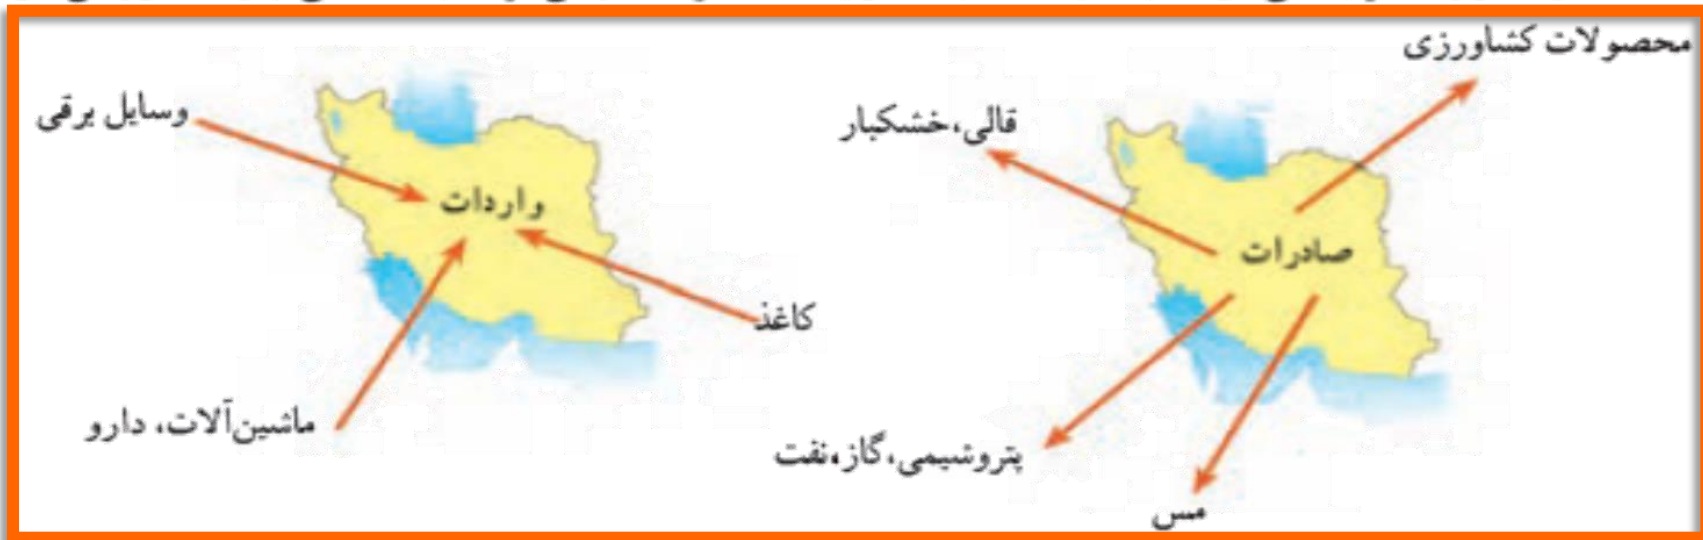 محصولات کشاورزی
قالی،خشکبار
صادرات
پتروشیمی،گاز،نفت
مس
وسایل برقی
واردات
کاغذ
ماشین‌آلات، دارو